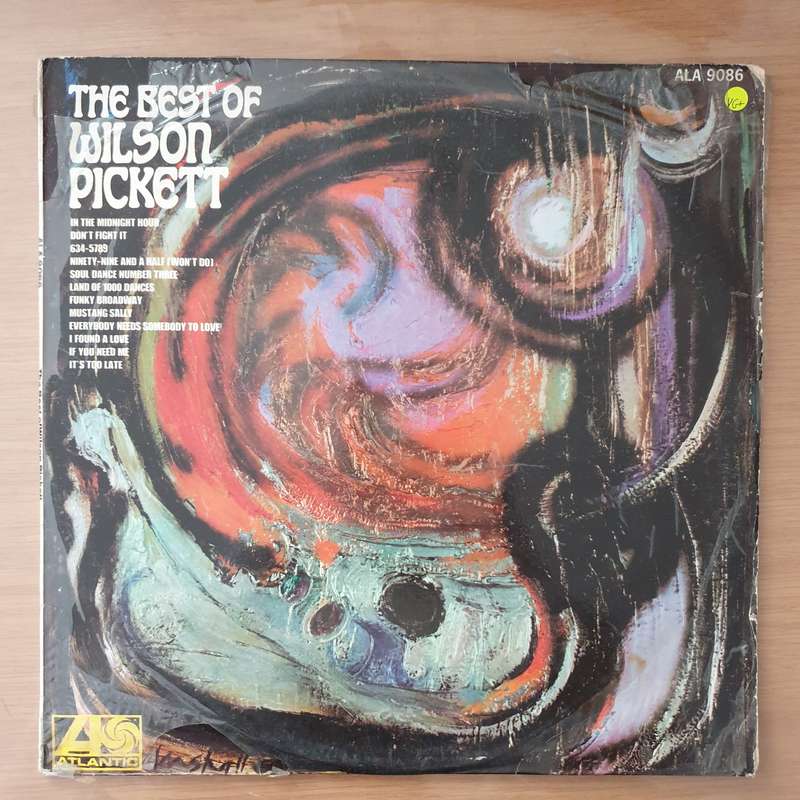 THE BEST OF
WILSON
PICKETT
IN THE MIDNIGHT HOUR
DON'T FIGHT IT
634-5789
NINETY-NINE AND A HALF (WON'T DO)
SOUL DANCE NUMBER THREE
LAND OF 1000 DANCES
FUNKY BROADWAY
MUSTANG SALLY
EVERYBODY NEEDS SOMEBODY TO LOVE
I FOUND A LOVE
IF YOU NEED ME
IT'S TOO LATE
ALA 9086
VG+
ATLANTIC